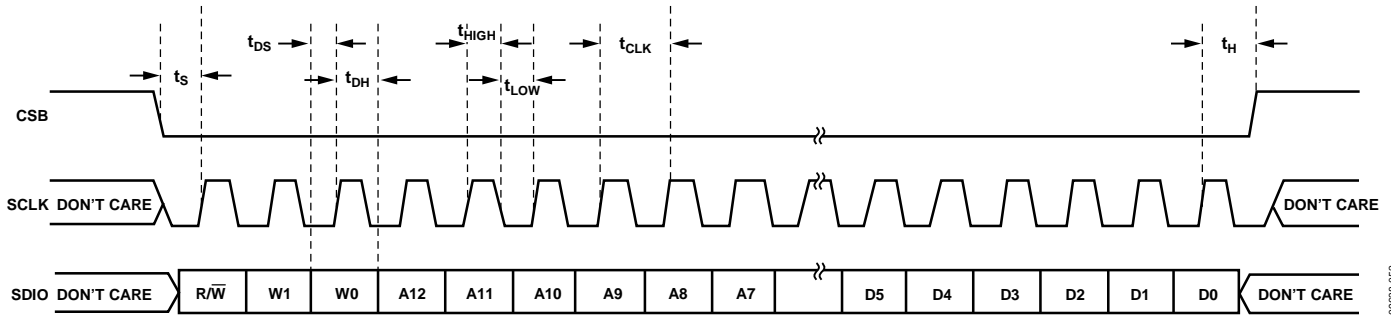 tDS
tHIGH
tCLK
tH
tS
tDH
tLOW
CSB
SCLK DON'T CARE
DON'T CARE
SDIO DON'T CARE R/W̅ W1 W0 A12 A11 A10 A9 A8 A7 D5 D4 D3 D2 D1 D0 DON'T CARE